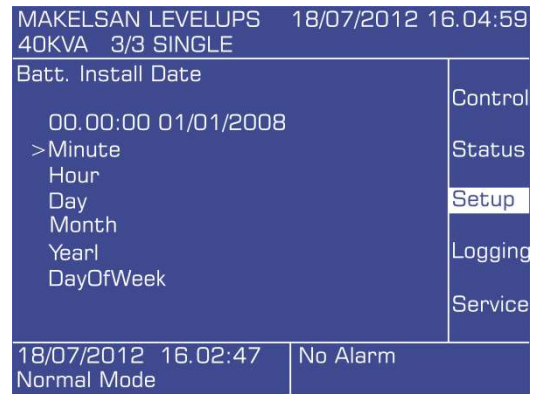 MAKELSAN LEVELUPS 18/07/2012 16.04:59
40KVA 3/3 SINGLE
Batt. Install Date
00.00:00 01/01/2008
>Minute
Hour
Day
Month
Yearl
DayOfWeek
Control
Status
Setup
Logging
Service
18/07/2012 16.02:47
Normal Mode
No Alarm